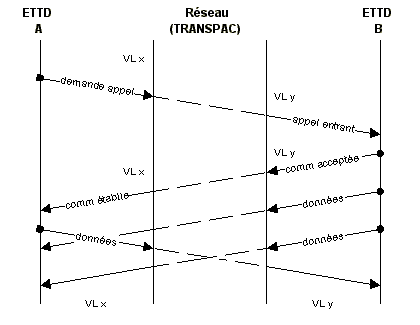 ETTD
A
Réseau
(TRANSPAC)
ETTD
B
VL x
demande appel
VL y
appel entrant
VL y
comm acceptée
VL x
comm établie
données
données
données
VL x
VL y